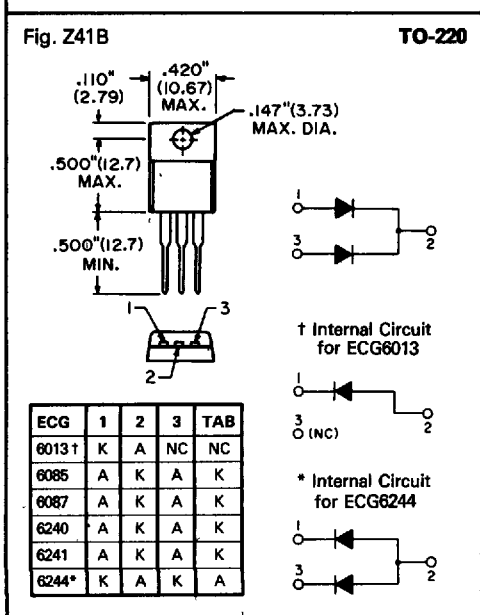 Fig. Z41B
TO-220
.110"
(2.79)
.420"
(10.67)
MAX.
.147"(3.73)
MAX. DIA.
.500"(12.7)
MAX.
.500"(12.7)
MIN.
1
3
2
1
3
2
† Internal Circuit
for ECG6013
1
3
(NC)
2
* Internal Circuit
for ECG6244
1
3
2
ECG 1 2 3 TAB
6013† K A NC NC
6085 A K A K
6087 A K A K
6240 A K A K
6241 A K A K
6244* K A K A